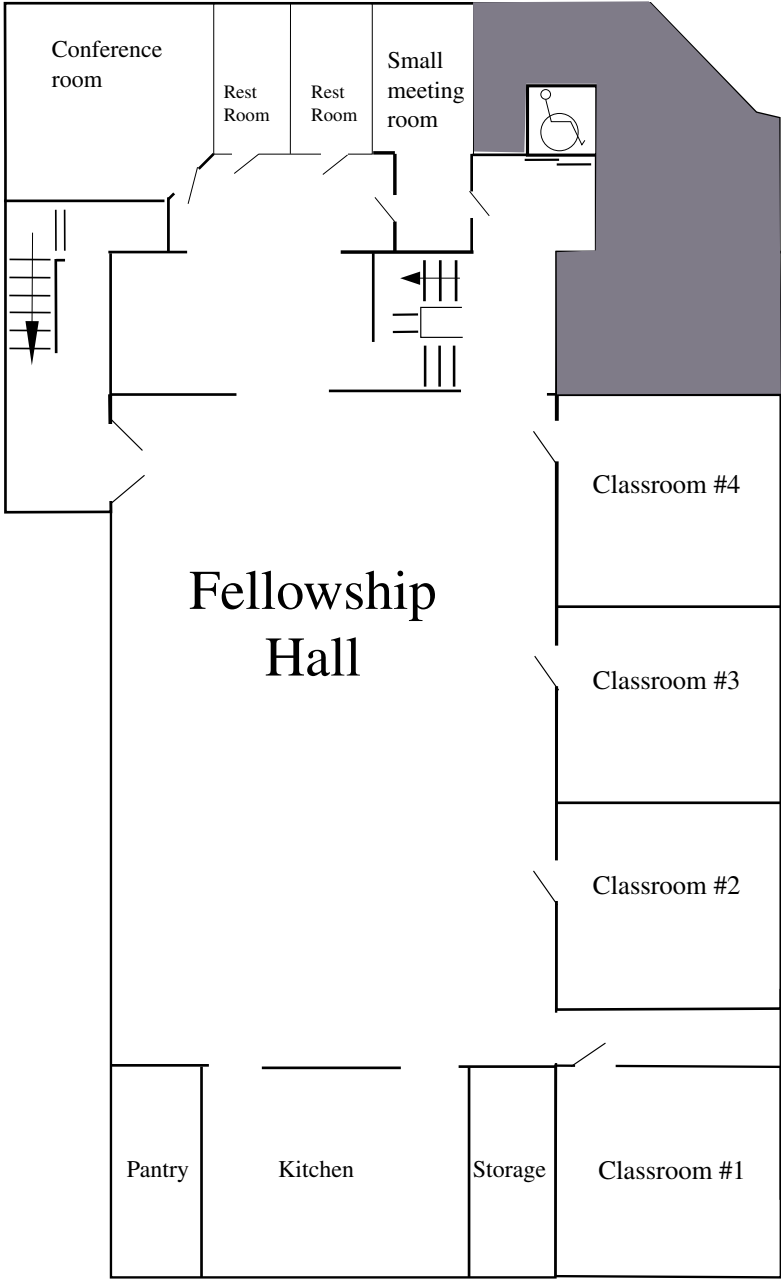 Conference
room
Rest
Room
Rest
Room
Small
meeting
room
Classroom #4
Fellowship
Hall
Classroom #3
Classroom #2
Pantry
Kitchen
Storage
Classroom #1